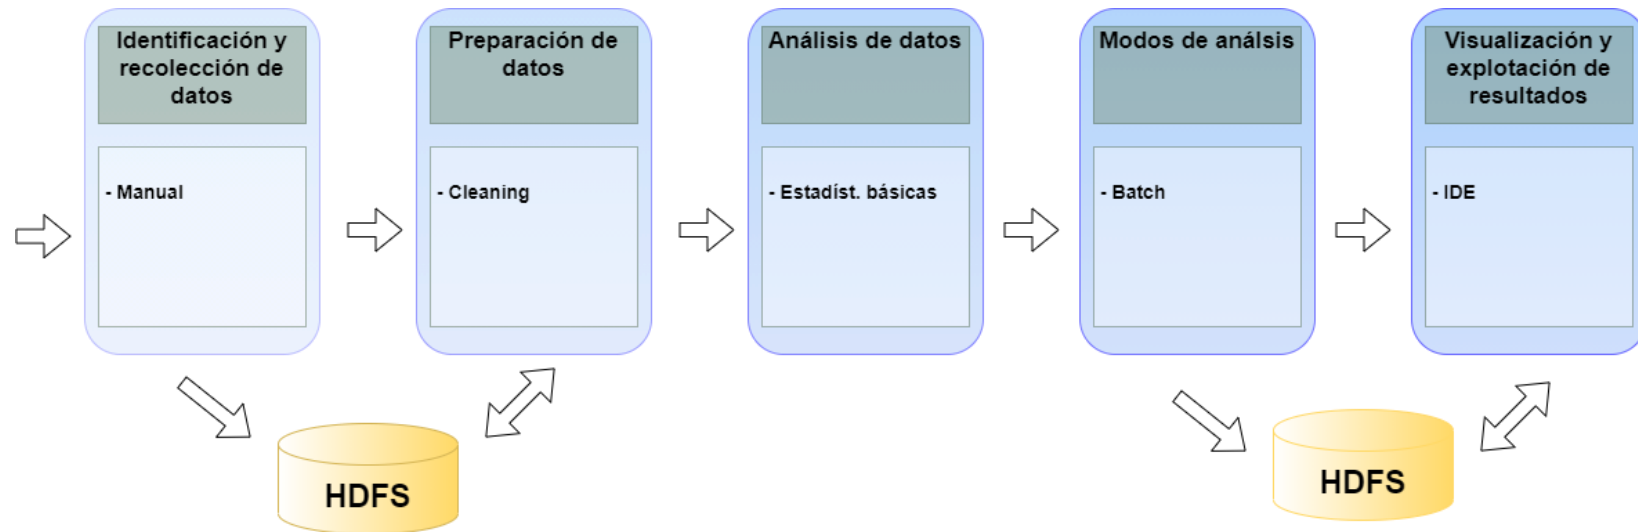 Identificación y
recolección de
datos
- Manual
Preparación de
datos
- Cleaning
Análisis de datos
- Estadíst. básicas
Modos de análsis
- Batch
Visualización y
explotación de
resultados
- IDE
HDFS
HDFS